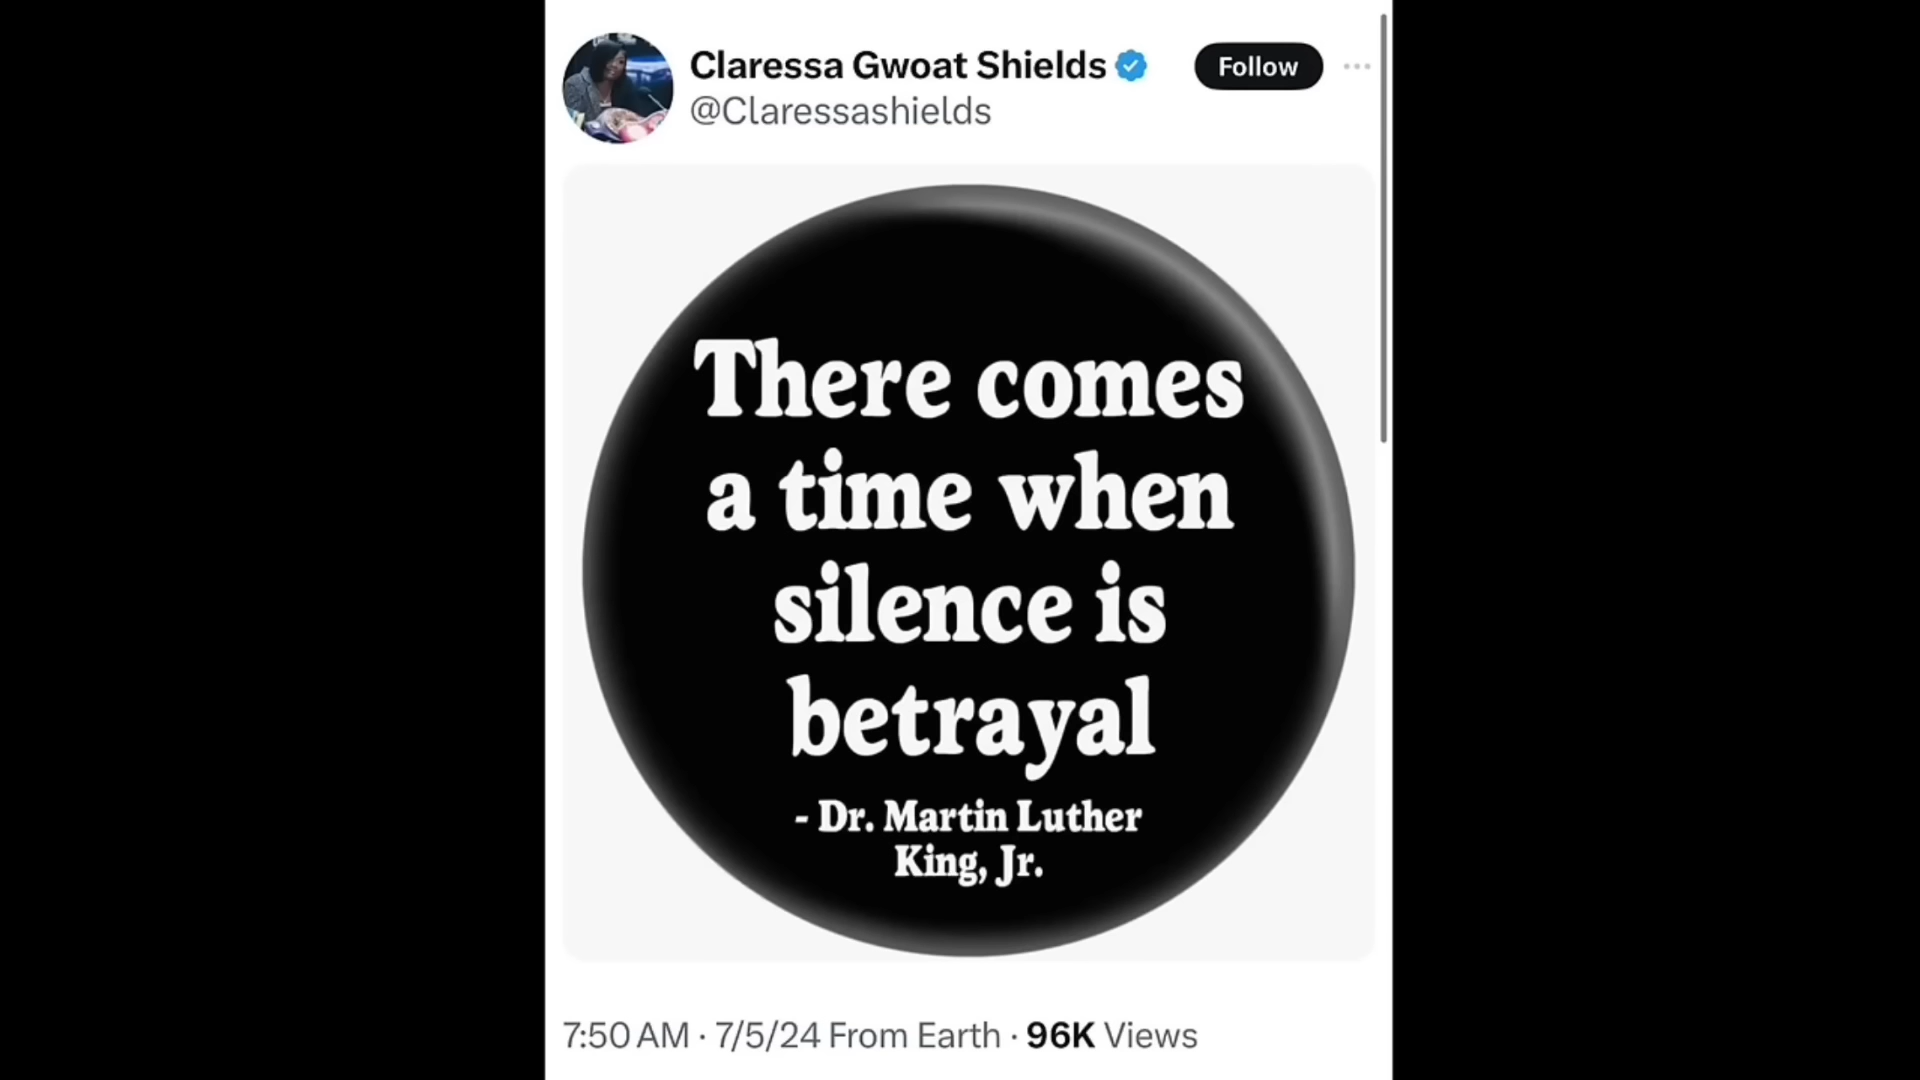 Claressa Gwoat Shields
Follow
@Claressashields
There comes
a time when
silence is
betrayal
- Dr. Martin Luther
King, Jr.
7:50 AM · 7/5/24 From Earth · 96K Views